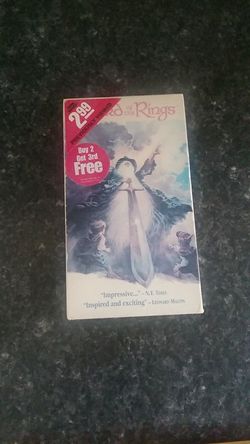 2.99
Rings
of the
Buy 2
Get 3rd
Free
"Impressive..." – N.Y. Times
"Inspired and exciting" – Leonard Maltin